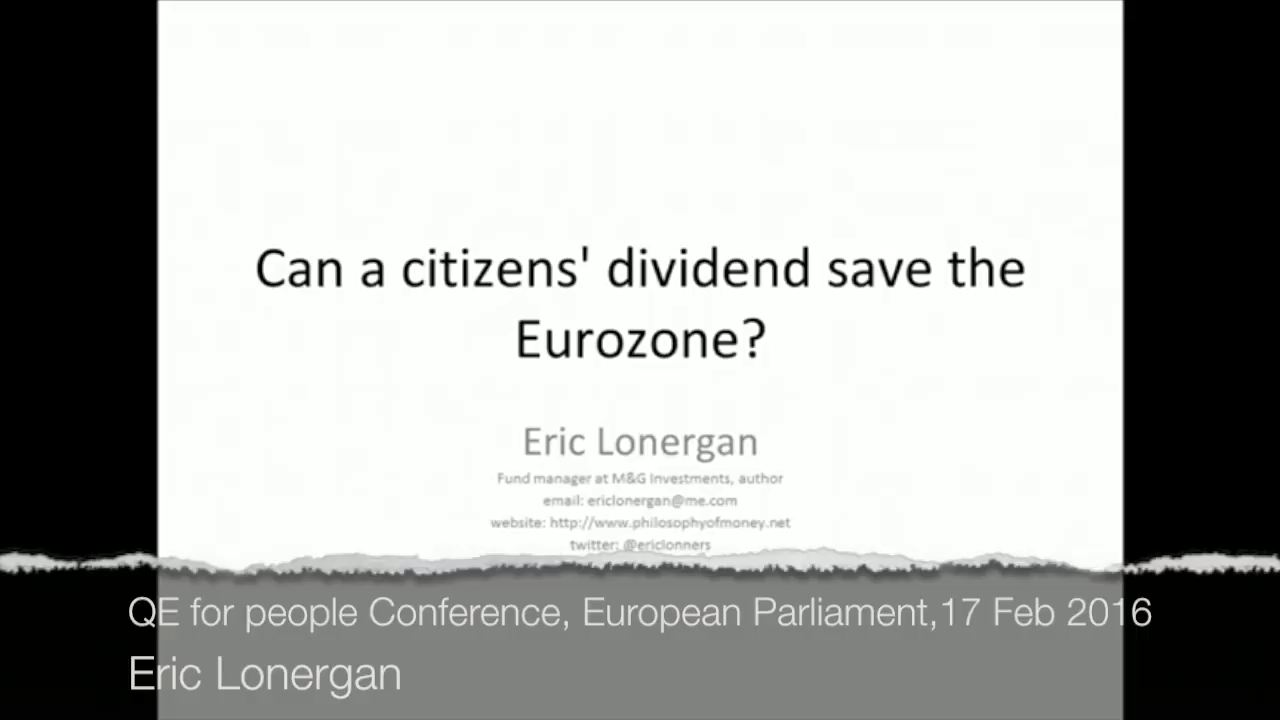 Can a citizens' dividend save the
Eurozone?
Eric Lonergan
Fund manager at M&G Investments, author
email: ericlonergan@me.com
website: http://www.philosophyofmoney.net
twitter: @ericlonners
QE for people Conference, European Parliament,17 Feb 2016
Eric Lonergan